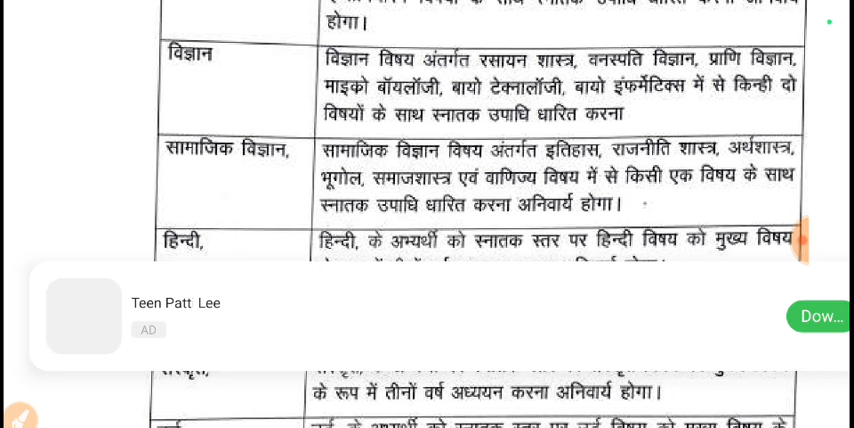 होगा।
विज्ञान
विज्ञान विषय अंतर्गत रसायन शास्त्र, वनस्पति विज्ञान, प्राणि विज्ञान,
माइको बॉयलॉजी, बायो टेक्नालॉजी, बायो इंफर्मेटिक्स में से किन्ही दो
विषयों के साथ स्नातक उपाधि धारित करना
सामाजिक विज्ञान,
सामाजिक विज्ञान विषय अंतर्गत इतिहास, राजनीति शास्त्र, अर्थशास्त्र,
भूगोल, समाजशास्त्र एवं वाणिज्य विषय में से किसी एक विषय के साथ
स्नातक उपाधि धारित करना अनिवार्य होगा।
हिन्दी,
हिन्दी, के अभ्यर्थी को स्नातक स्तर पर हिन्दी विषय को मुख्य विषय
Teen Patt Lee
AD
Dow...
के रूप में तीनों वर्ष अध्ययन करना अनिवार्य होगा।